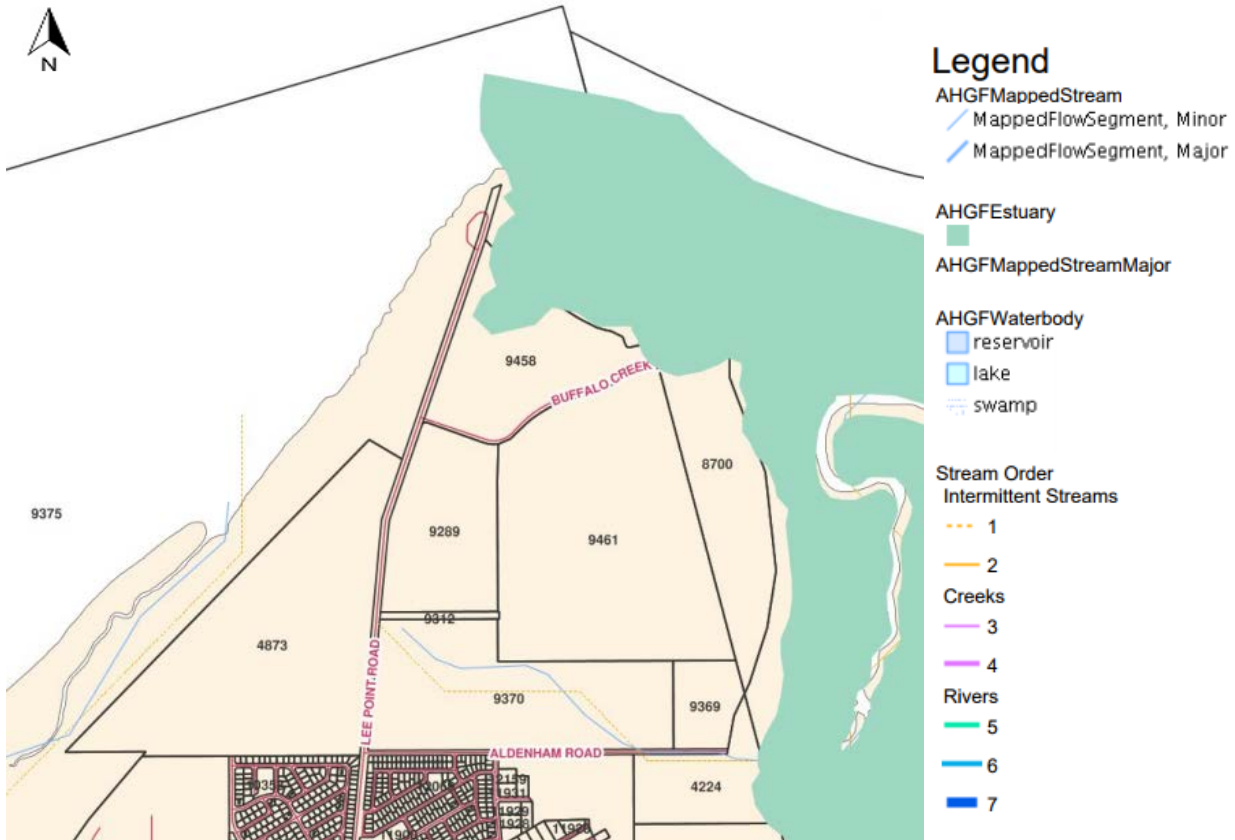 N
Legend
AHGFMappedStream
MappedFlowSegment, Minor
MappedFlowSegment, Major
AHGFEstuary
AHGFMappedStreamMajor
AHGFWaterbody
reservoir
lake
swamp
Stream Order
Intermittent Streams
1
2
Creeks
3
4
Rivers
5
6
7
9458
BUFFALO CREEK
8700
9375
9289
9461
9312
4873
LEE POINT ROAD
9370
9369
ALDENHAM ROAD
4224